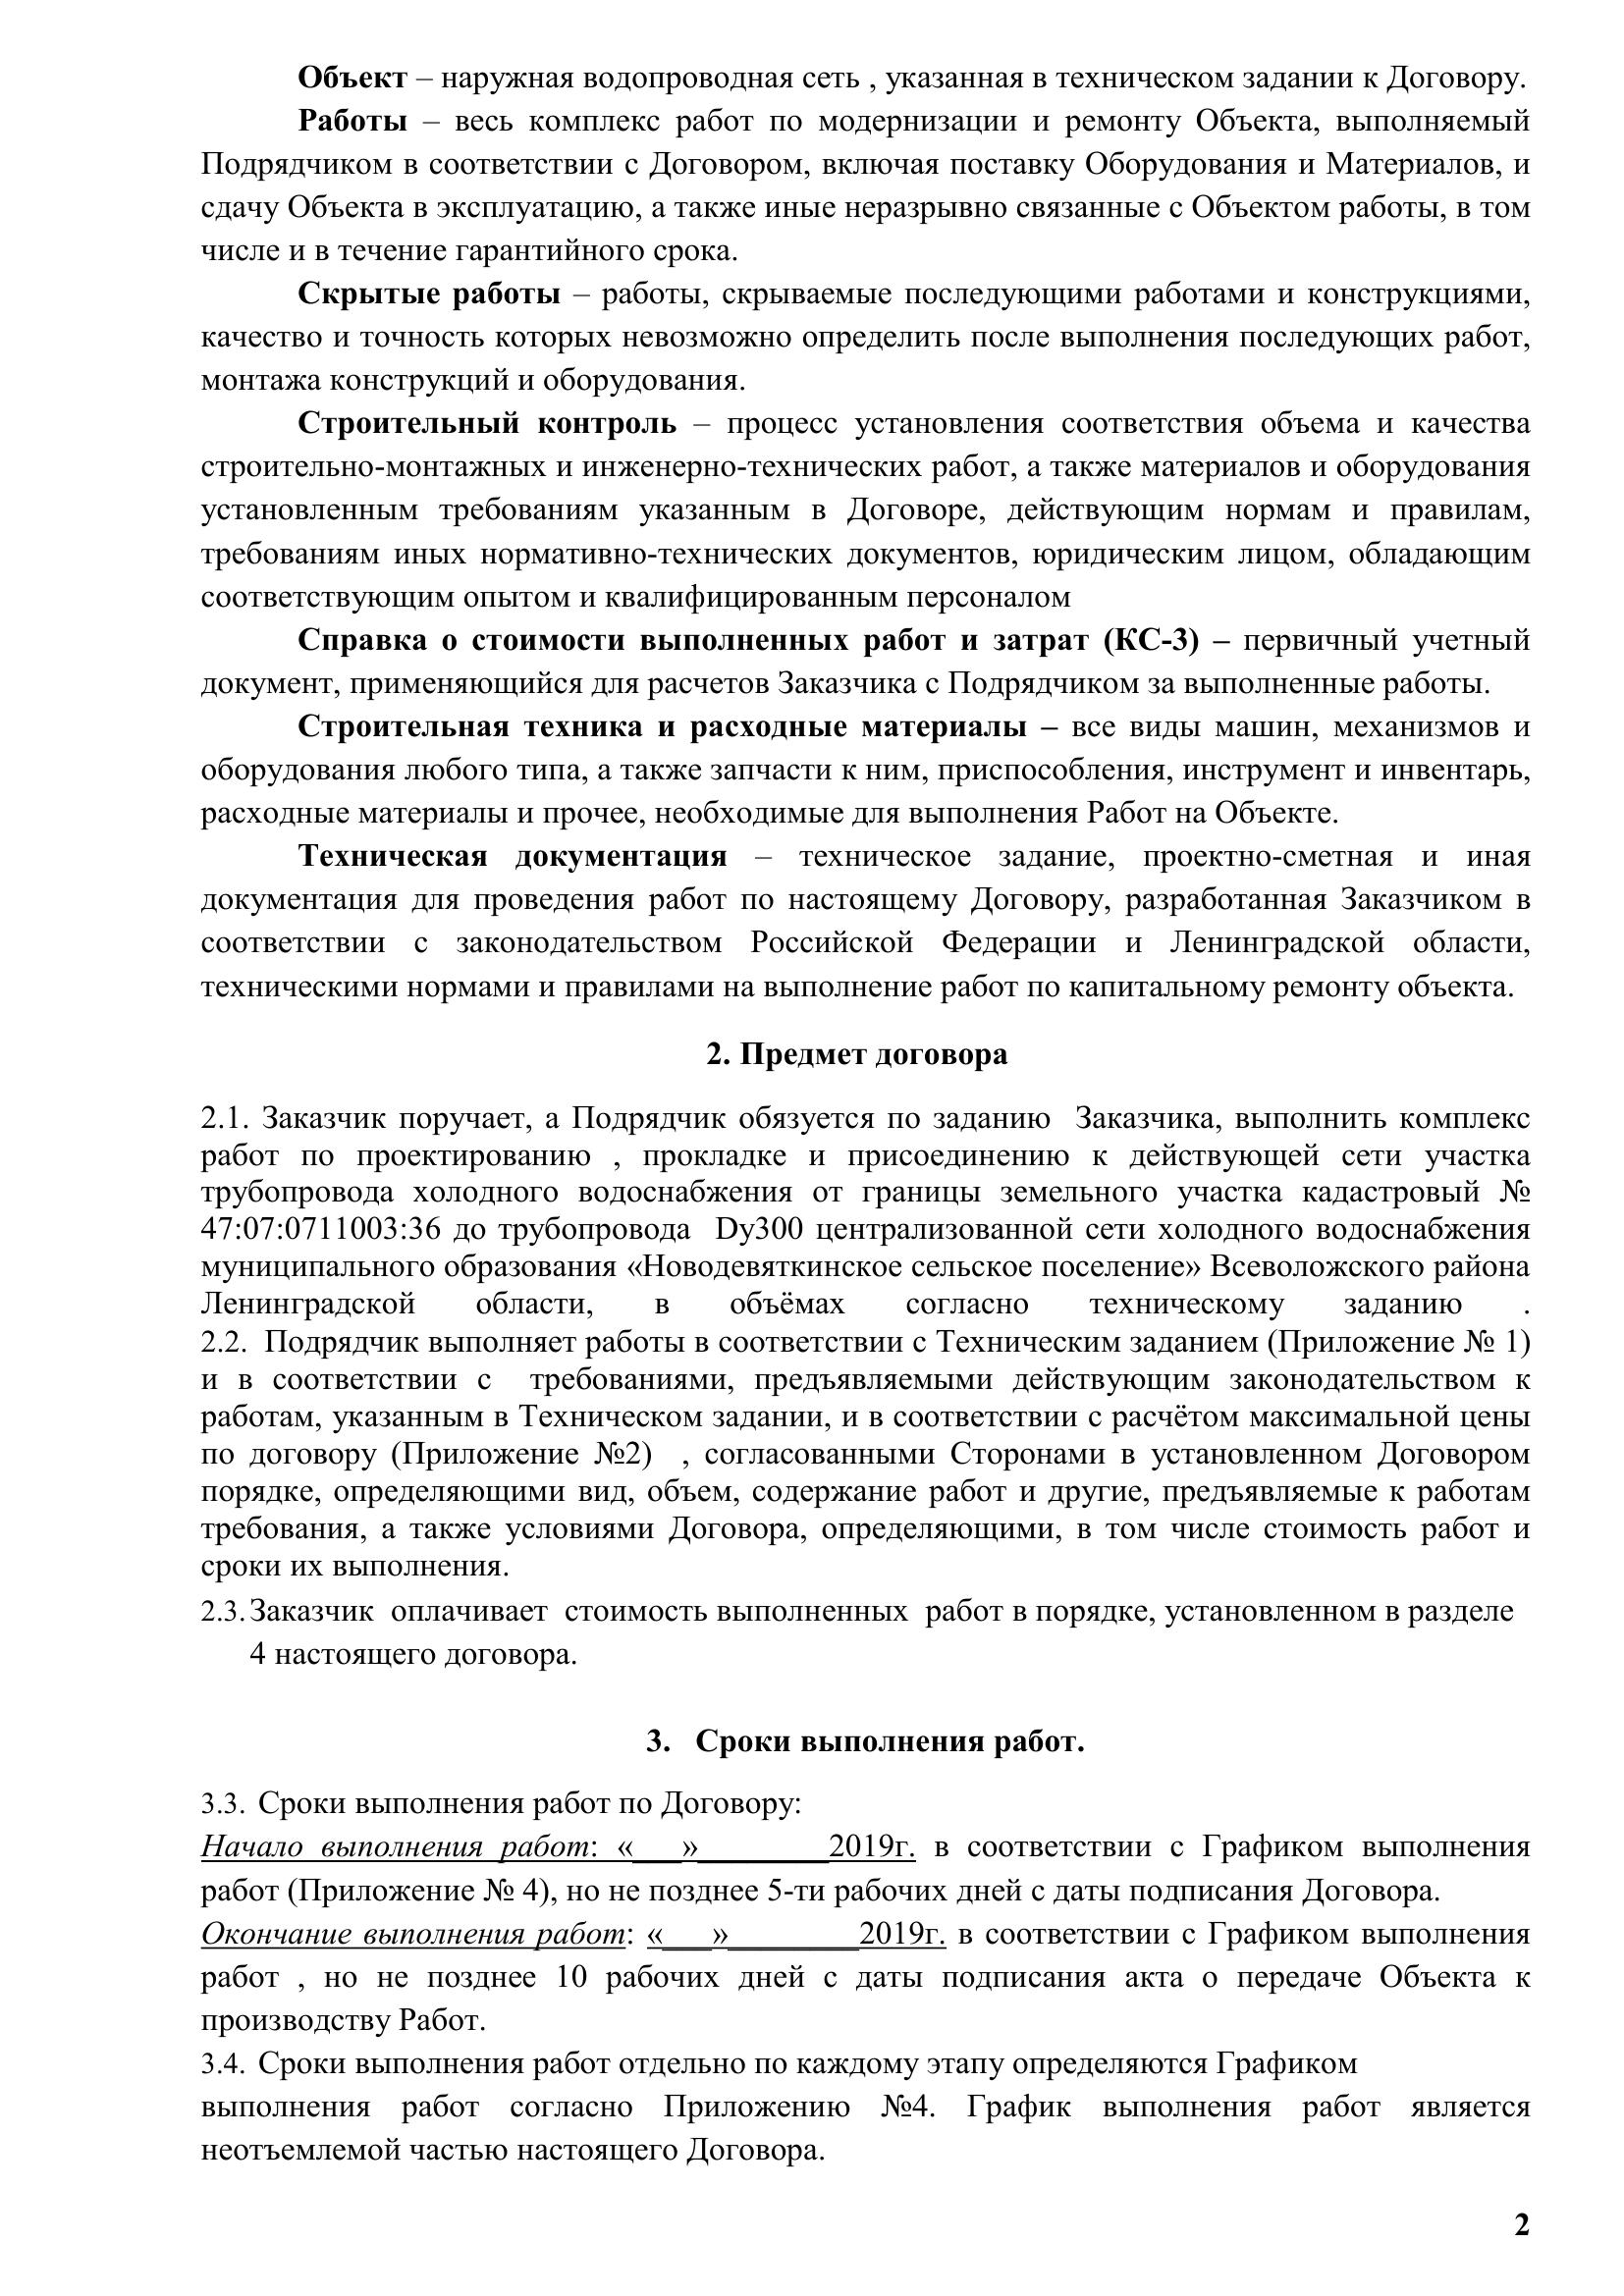 Объект – наружная водопроводная сеть , указанная в техническом задании к Договору.
Работы – весь комплекс работ по модернизации и ремонту Объекта, выполняемый
Подрядчиком в соответствии с Договором, включая поставку Оборудования и Материалов, и
сдачу Объекта в эксплуатацию, а также иные неразрывно связанные с Объектом работы, в том
числе и в течение гарантийного срока.
Скрытые работы – работы, скрываемые последующими работами и конструкциями,
качество и точность которых невозможно определить после выполнения последующих работ,
монтажа конструкций и оборудования.
Строительный контроль – процесс установления соответствия объема и качества
строительно-монтажных и инженерно-технических работ, а также материалов и оборудования
установленным требованиям указанным в Договоре, действующим нормам и правилам,
требованиям иных нормативно-технических документов, юридическим лицом, обладающим
соответствующим опытом и квалифицированным персоналом
Справка о стоимости выполненных работ и затрат (КС-3) – первичный учетный
документ, применяющийся для расчетов Заказчика с Подрядчиком за выполненные работы.
Строительная техника и расходные материалы – все виды машин, механизмов и
оборудования любого типа, а также запчасти к ним, приспособления, инструмент и инвентарь,
расходные материалы и прочее, необходимые для выполнения Работ на Объекте.
Техническая документация – техническое задание, проектно-сметная и иная
документация для проведения работ по настоящему Договору, разработанная Заказчиком в
соответствии с законодательством Российской Федерации и Ленинградской области,
техническими нормами и правилами на выполнение работ по капитальному ремонту объекта.
2. Предмет договора
2.1. Заказчик поручает, а Подрядчик обязуется по заданию Заказчика, выполнить комплекс
работ по проектированию , прокладке и присоединению к действующей сети участка
трубопровода холодного водоснабжения от границы земельного участка кадастровый №
47:07:0711003:36 до трубопровода Dy300 централизованной сети холодного водоснабжения
муниципального образования «Новодевяткинское сельское поселение» Всеволожского района
Ленинградской области, в объёмах согласно техническому заданию .
2.2. Подрядчик выполняет работы в соответствии с Техническим заданием (Приложение № 1)
и в соответствии с требованиями, предъявляемыми действующим законодательством к
работам, указанным в Техническом задании, и в соответствии с расчётом максимальной цены
по договору (Приложение №2) , согласованными Сторонами в установленном Договором
порядке, определяющими вид, объем, содержание работ и другие, предъявляемые к работам
требования, а также условиями Договора, определяющими, в том числе стоимость работ и
сроки их выполнения.
2.3. Заказчик оплачивает стоимость выполненных работ в порядке, установленном в разделе
4 настоящего договора.
3. Сроки выполнения работ.
3.3. Сроки выполнения работ по Договору:
Начало выполнения работ: «___»________2019г. в соответствии с Графиком выполнения
работ (Приложение № 4), но не позднее 5-ти рабочих дней с даты подписания Договора.
Окончание выполнения работ: «___»________2019г. в соответствии с Графиком выполнения
работ , но не позднее 10 рабочих дней с даты подписания акта о передаче Объекта к
производству Работ.
3.4. Сроки выполнения работ отдельно по каждому этапу определяются Графиком
выполнения работ согласно Приложению №4. График выполнения работ является
неотъемлемой частью настоящего Договора.
2